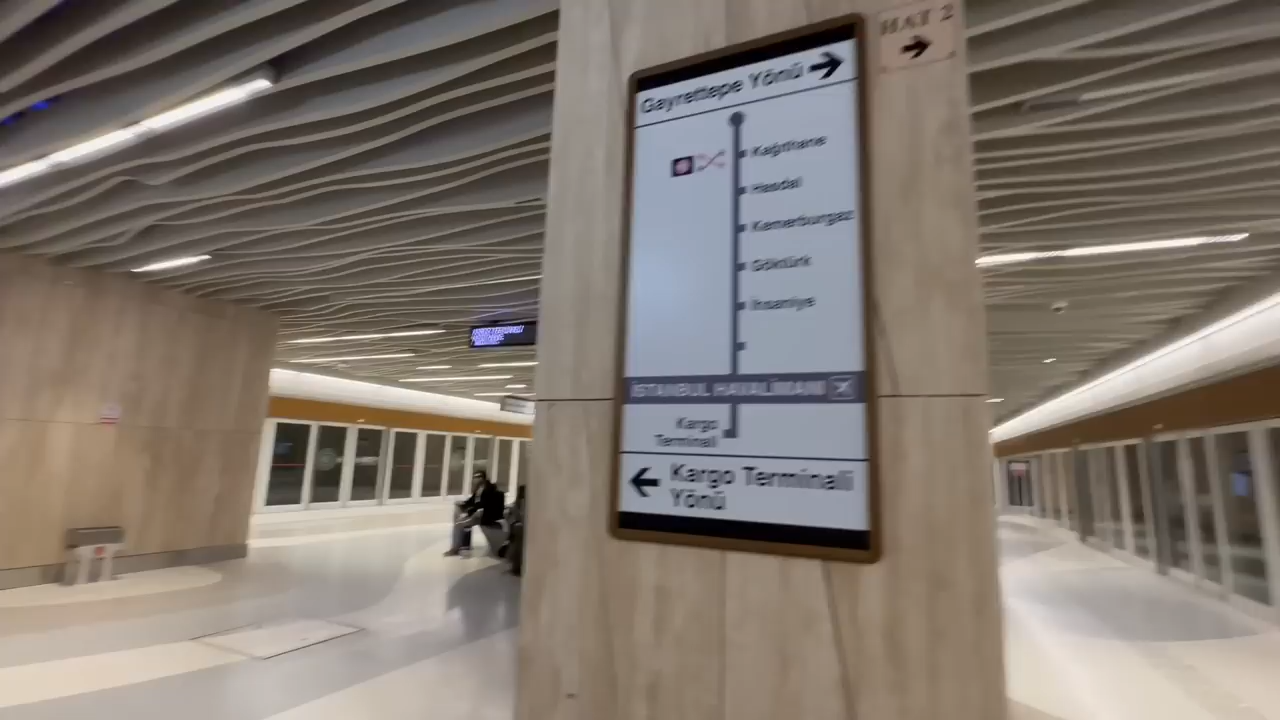 HAT 2
Gayrettepe Yönü
Kağıthane
Hasdal
Kemerburgaz
Göktürk
İhsaniye
İSTANBUL HAVALİMANI
Kargo
Terminali
Kargo Terminali
Yönü